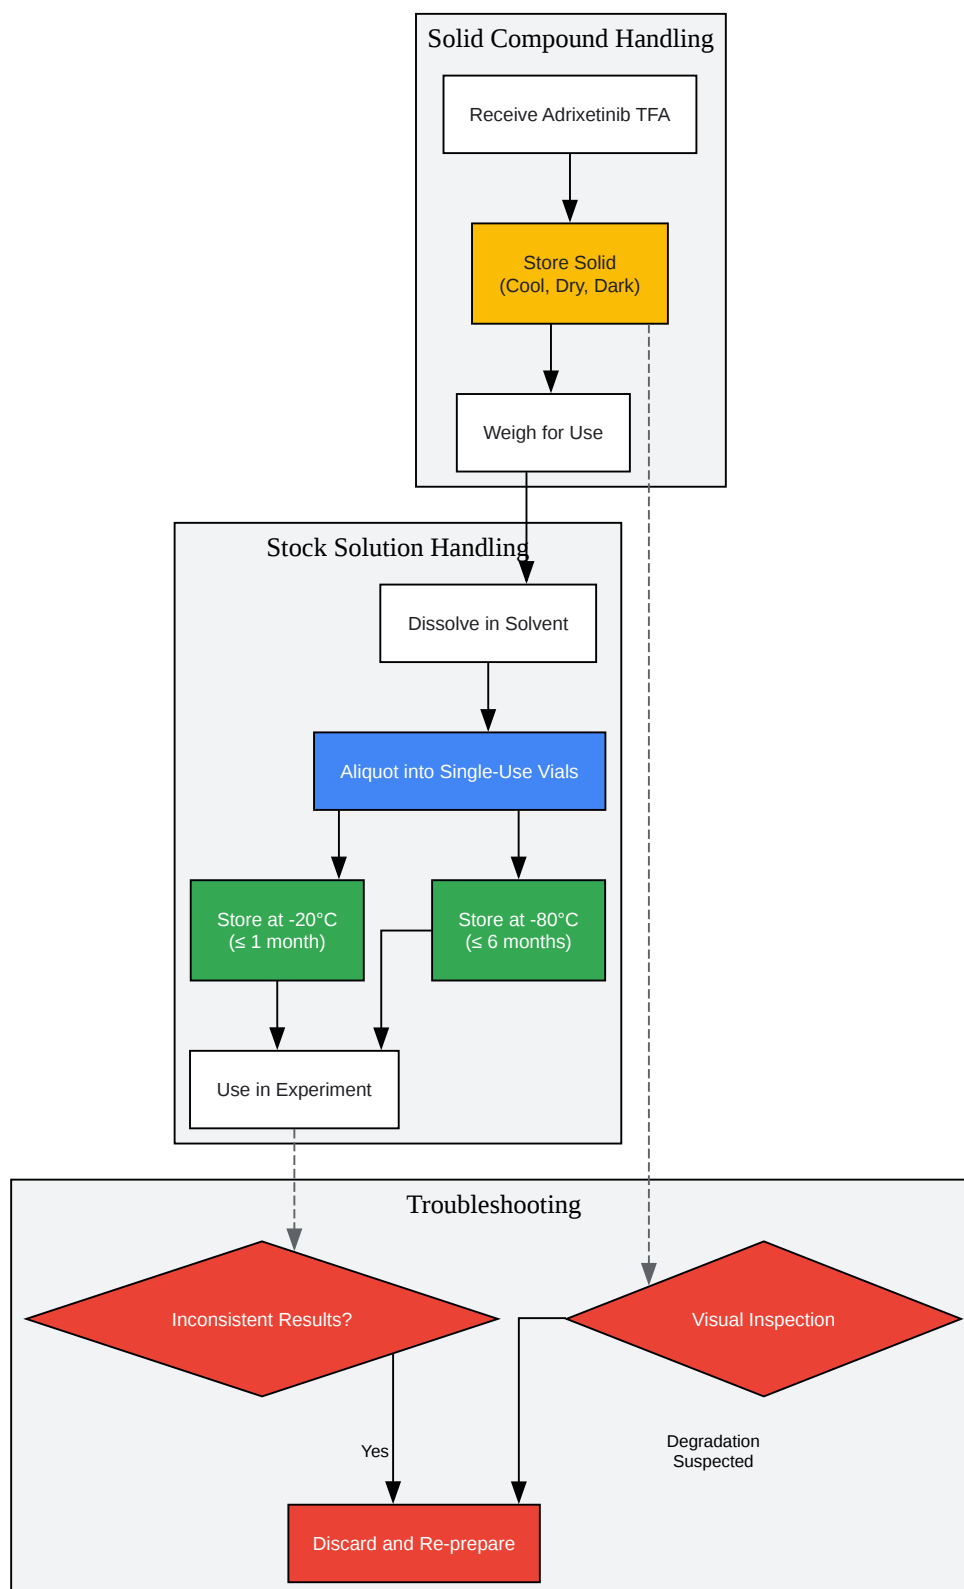 Solid Compound Handling
Receive Adrixetinib TFA
Store Solid
(Cool, Dry, Dark)
Weigh for Use
Stock Solution Handling
Dissolve in Solvent
Aliquot into Single-Use Vials
Store at -20°C
(≤ 1 month)
Store at -80°C
(≤ 6 months)
Use in Experiment
Troubleshooting
Inconsistent Results?
Visual Inspection
Yes
Degradation
Suspected
Discard and Re-prepare